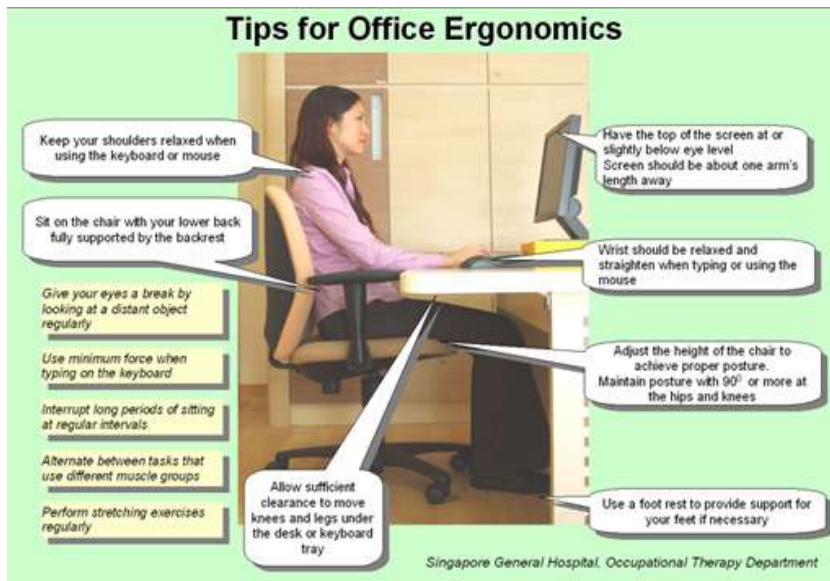 Tips for Office Ergonomics
Keep your shoulders relaxed when
using the keyboard or mouse
Sit on the chair with your lower back
fully supported by the backrest
Give your eyes a break by
looking at a distant object
regularly
Use minimum force when
typing on the keyboard
Interrupt long periods of sitting
at regular intervals
Alternate between tasks that
use different muscle groups
Perform stretching exercises
regularly
Allow sufficient
clearance to move
knees and legs under
the desk or keyboard
tray
Have the top of the screen at or
slightly below eye level
Screen should be about one arm's
length away
Wrist should be relaxed and
straighten when typing or using the
mouse
Adjust the height of the chair to
achieve proper posture.
Maintain posture with 90⁰ or more at
the hips and knees
Use a foot rest to provide support for
your feet if necessary
Singapore General Hospital, Occupational Therapy Department